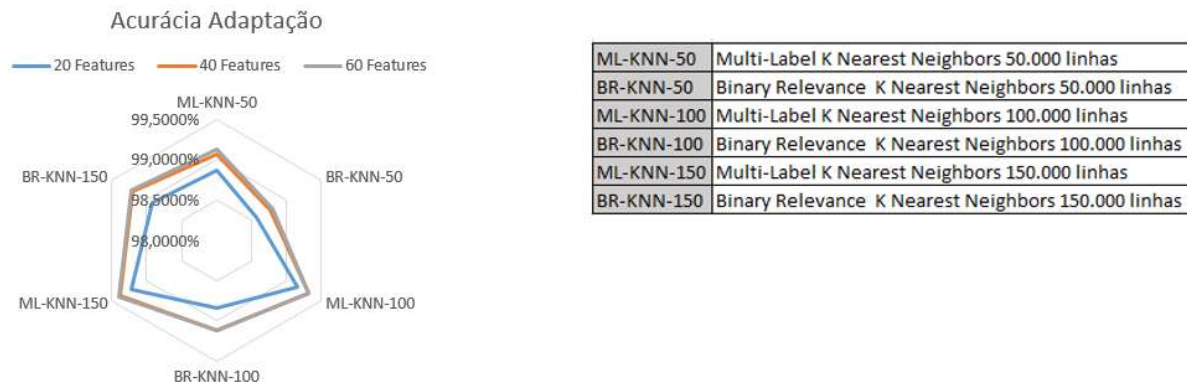 Acurácia Adaptação
20 Features 40 Features 60 Features
ML-KNN-50
99,5000%
99,0000%
BR-KNN-150
BR-KNN-50
98,5000%
98,0000%
ML-KNN-150
ML-KNN-100
BR-KNN-100
ML-KNN-50 Multi-Label K Nearest Neighbors 50.000 linhas
BR-KNN-50 Binary Relevance K Nearest Neighbors 50.000 linhas
ML-KNN-100 Multi-Label K Nearest Neighbors 100.000 linhas
BR-KNN-100 Binary Relevance K Nearest Neighbors 100.000 linhas
ML-KNN-150 Multi-Label K Nearest Neighbors 150.000 linhas
BR-KNN-150 Binary Relevance K Nearest Neighbors 150.000 linhas